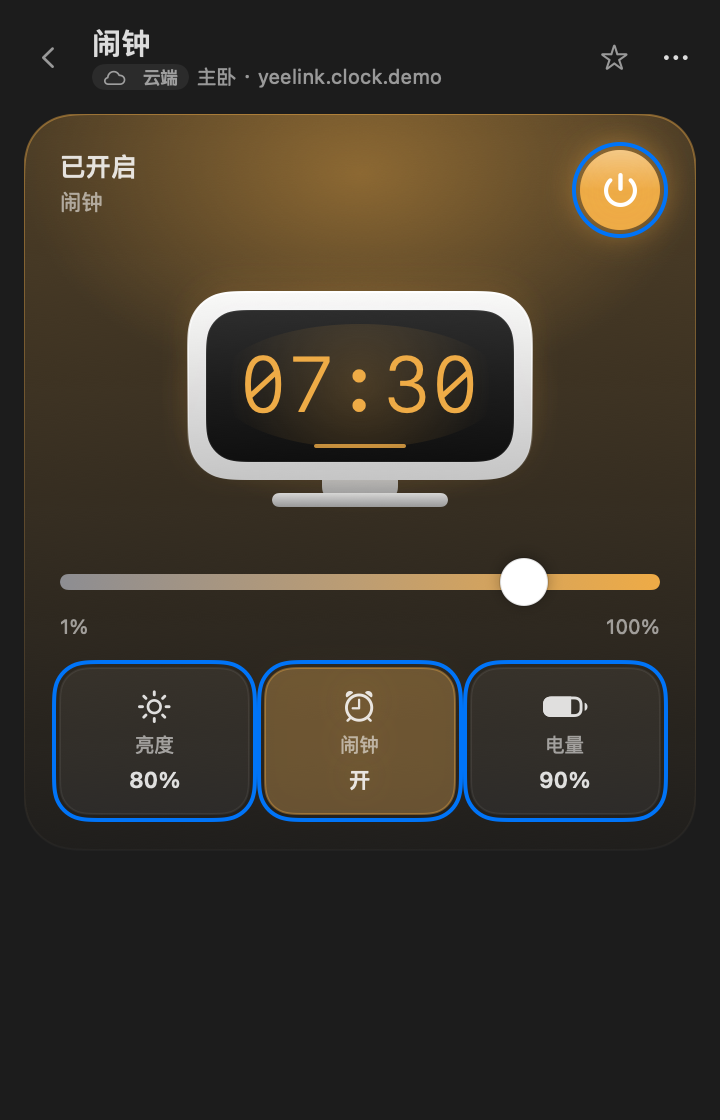 闹钟
云端 主卧 · yeelink.clock.demo
已开启
闹钟
07:30
1% 100%
亮度 闹钟 电量
80% 开 90%